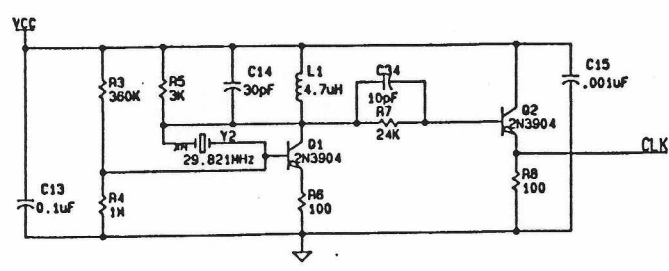 VCC
R3
360K
R5
3K
C14
30pF
L1
4.7uH
C34
10pF
R7
24K
C15
.001uF
Q2
2N3904
Y2
29.821MHz
Q1
2N3904
CLK
C13
0.1uF
R4
1M
R6
100
R8
100